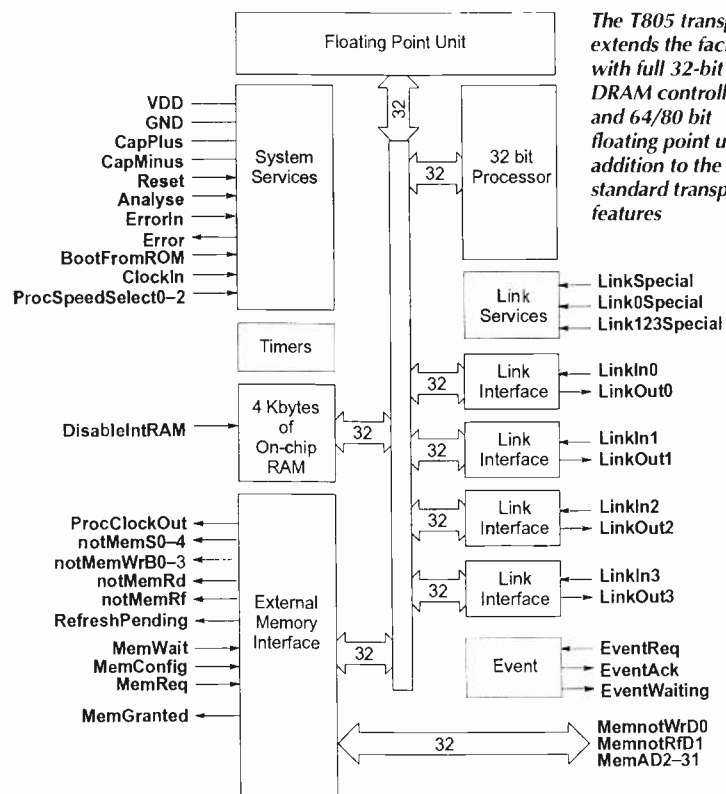 Floating Point Unit
The T805 transp
extends the fac
with full 32-bit
DRAM controll
and 64/80 bit
floating point u
addition to the
standard transp
features
32
VDD
GND
CapPlus
CapMinus
Reset
Analyse
ErrorIn
Error
BootFromROM
ClockIn
ProcSpeedSelect0–2
System
Services
32 bit
Processor
32
Link
Services
LinkSpecial
Link0Special
Link123Special
Timers
DisableIntRAM
4 Kbytes
of
On-chip
RAM
32
Link
Interface
32
LinkIn0
LinkOut0
Link
Interface
32
LinkIn1
LinkOut1
Link
Interface
32
LinkIn2
LinkOut2
Link
Interface
32
LinkIn3
LinkOut3
ProcClockOut
notMemS0–4
notMemWrB0–3
notMemRd
notMemRf
RefreshPending
MemWait
MemConfig
MemReq
MemGranted
External
Memory
Interface
32
Event
EventReq
EventAck
EventWaiting
32
MemnotWrD0
MemnotRfD1
MemAD2–31